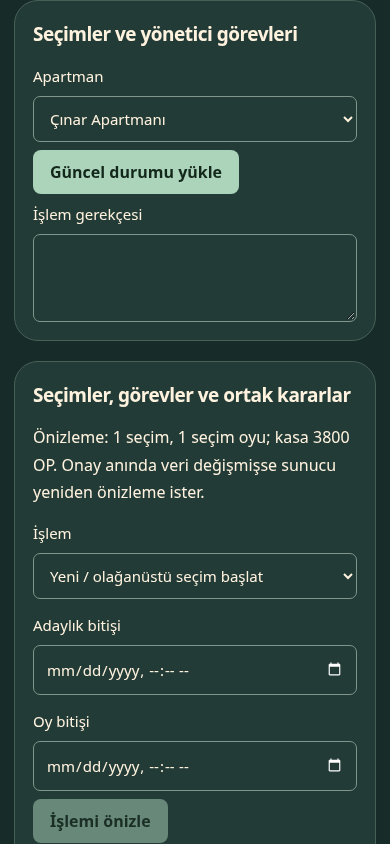 Seçimler ve yönetici görevleri
Apartman
Çınar Apartmanı
Güncel durumu yükle
İşlem gerekçesi
Seçimler, görevler ve ortak kararlar
Önizleme: 1 seçim, 1 seçim oyu; kasa 3800
OP. Onay anında veri değişmişse sunucu
yeniden önizleme ister.
İşlem
Yeni / olağanüstü seçim başlat
Adaylık bitişi
mm/dd/yyyy, --:-- --
Oy bitişi
mm/dd/yyyy, --:-- --
İşlemi önizle